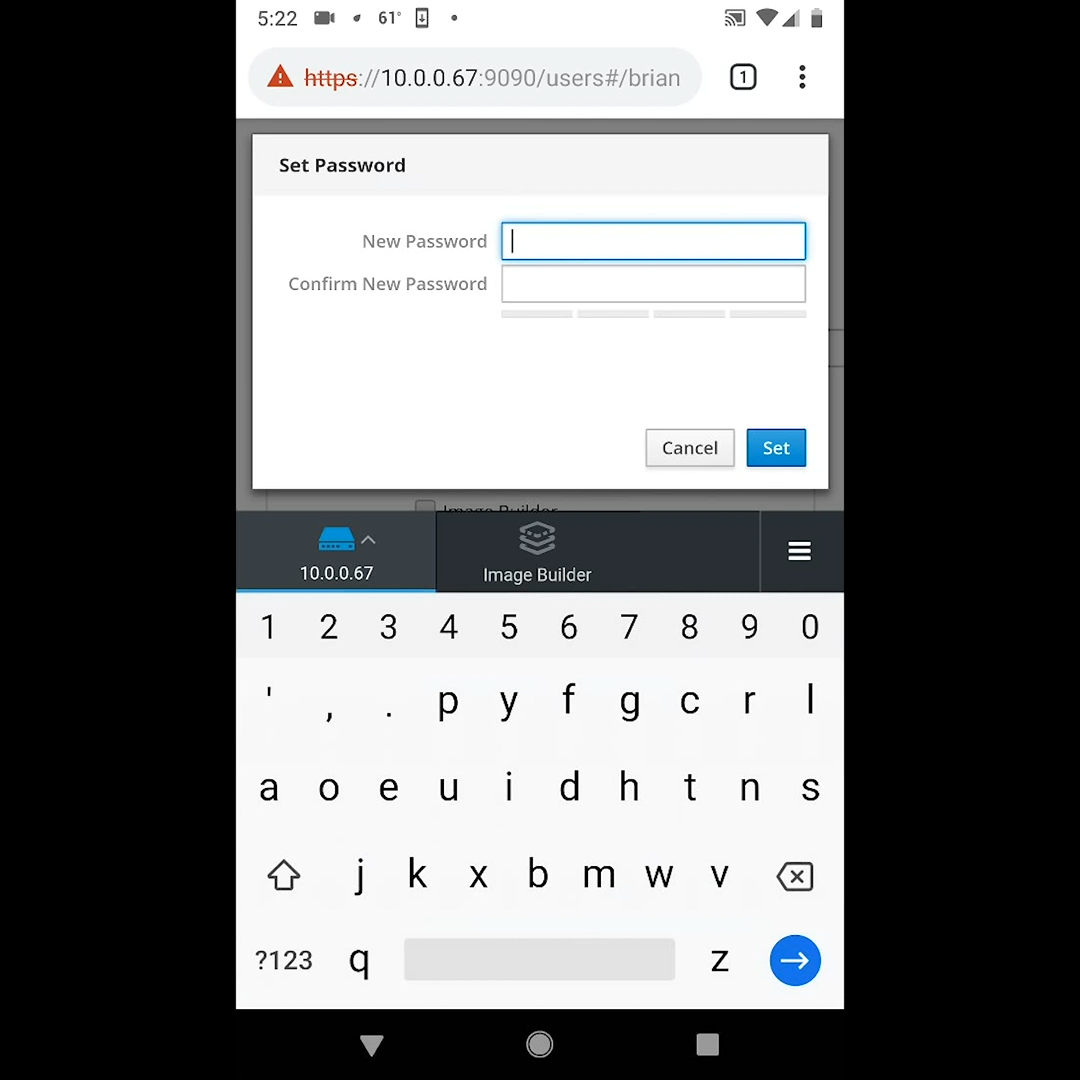 5:22 61°
https://10.0.0.67:9090/users#/brian 1
Set Password
New Password
Confirm New Password
Cancel Set
Image Builder
10.0.0.67 Image Builder
1 2 3 4 5 6 7 8 9 0
' , . p y f g c r l
a o e u i d h t n s
j k x b m w v
?123 q z